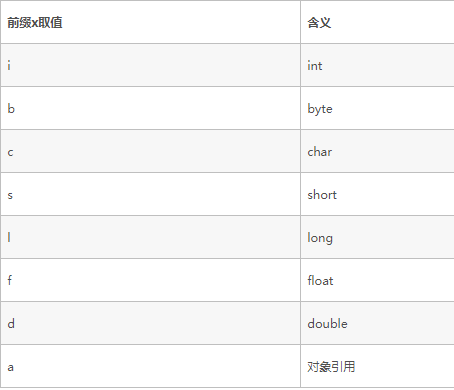 前缀x取值 含义
i int
b byte
c char
s short
l long
f float
d double
a 对象引用